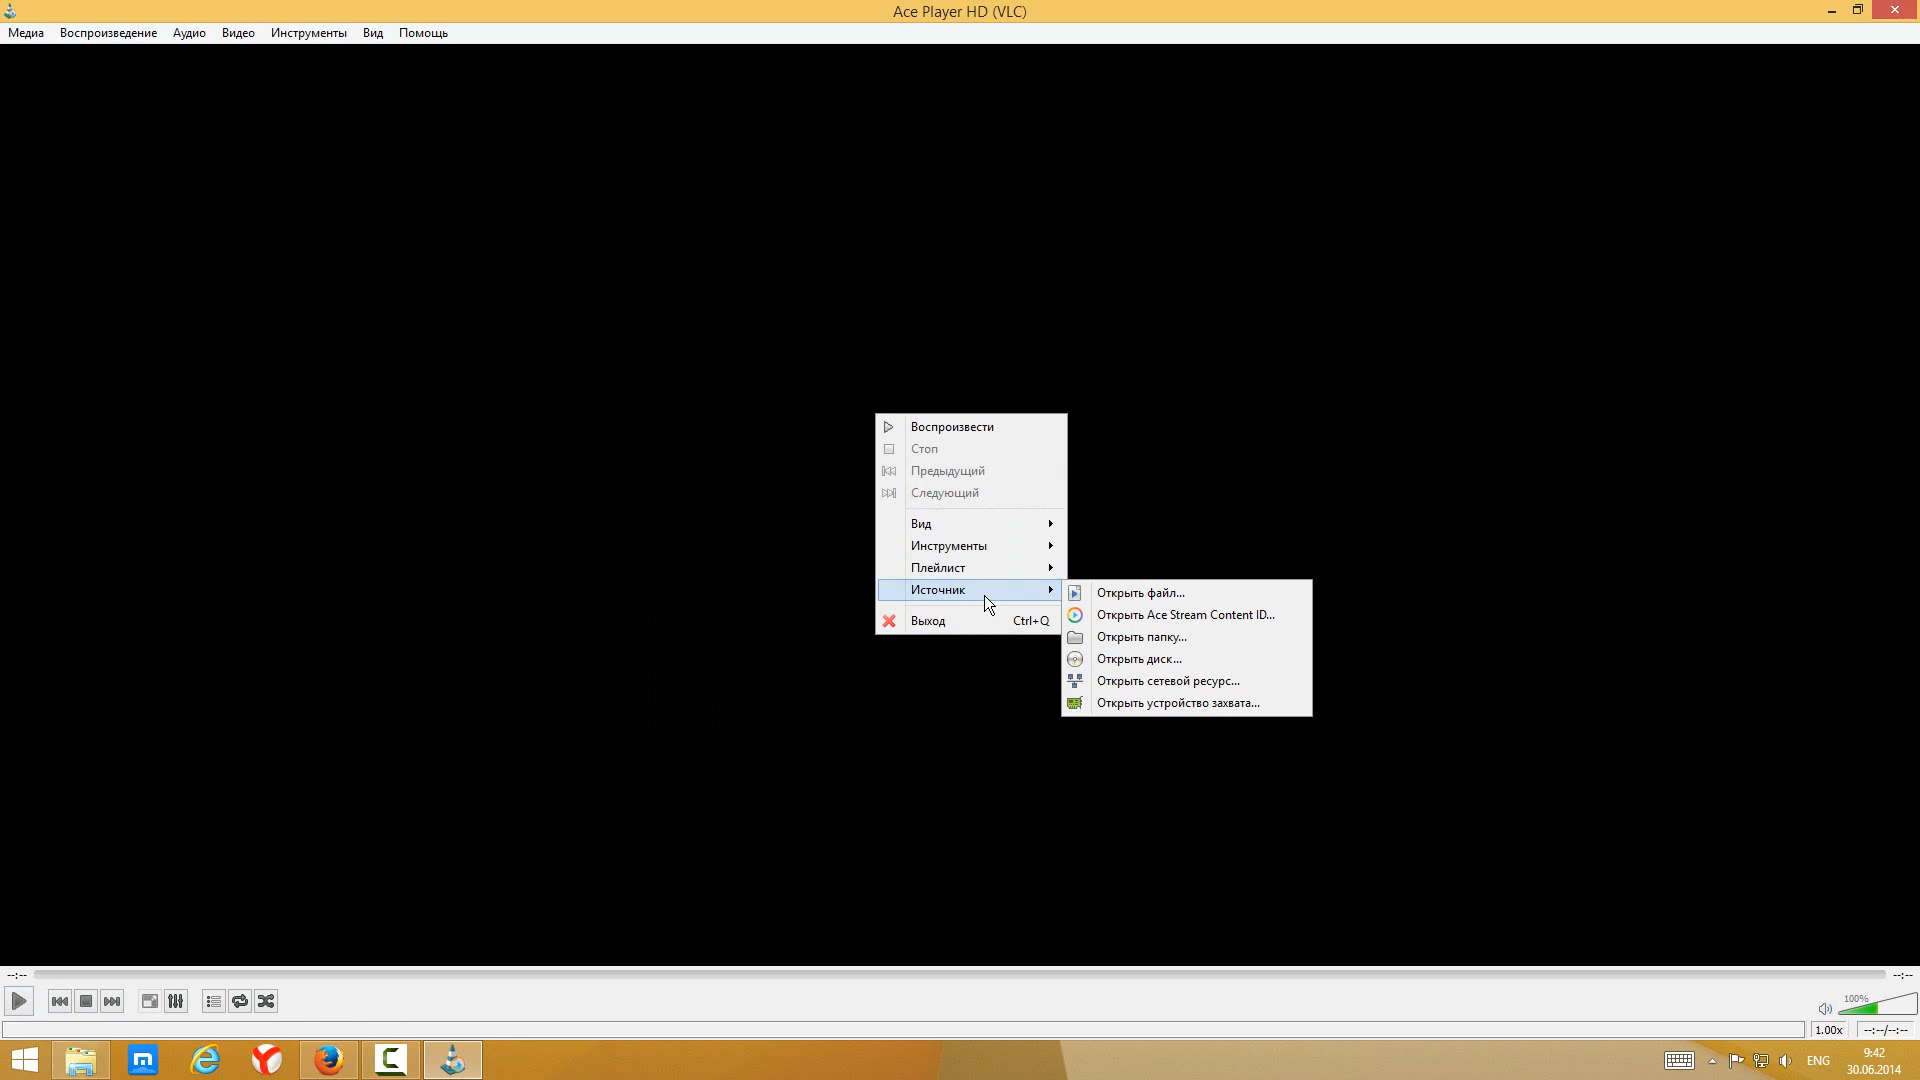 Ace Player HD (VLC)
Медиа Воспроизведение Аудио Видео Инструменты Вид Помощь
Воспроизвести
Стоп
Предыдущий
Следующий
Вид
Инструменты
Плейлист
Источник
Выход Ctrl+Q
Открыть файл...
Открыть Ace Stream Content ID...
Открыть папку...
Открыть диск...
Открыть сетевой ресурс...
Открыть устройство захвата...
--:-- --:--
100%
1.00x --:--/--:--
ENG
9:42
30.06.2014